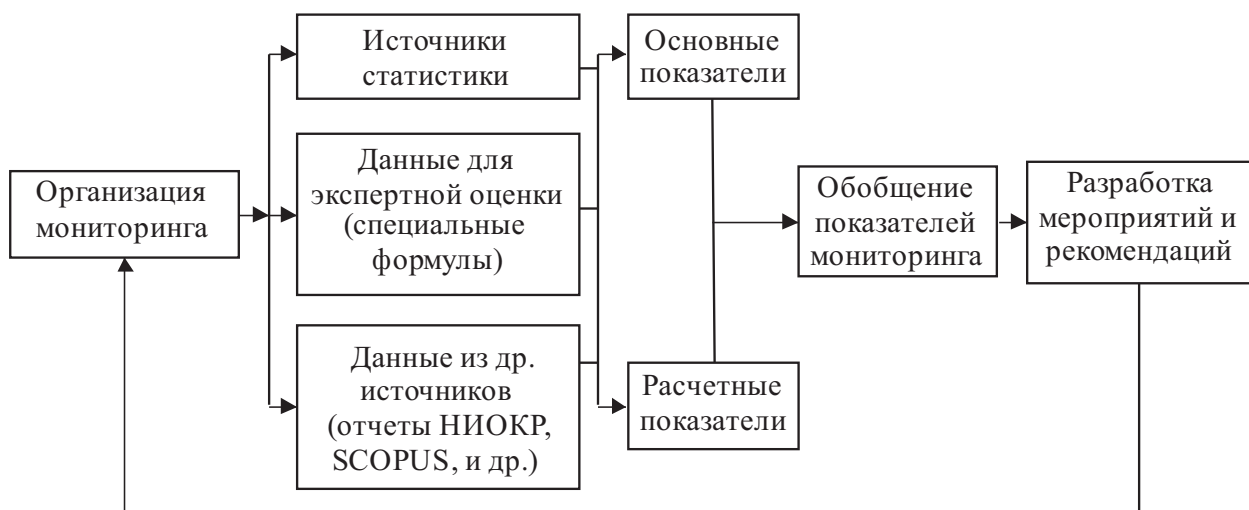 Организация
мониторинга
Источники
статистики
Данные для
экспертной оценки
(специальные
формулы)
Данные из др.
источников
(отчеты НИОКР,
SCOPUS, и др.)
Основные
показатели
Расчетные
показатели
Обобщение
показателей
мониторинга
Разработка
мероприятий и
рекомендаций